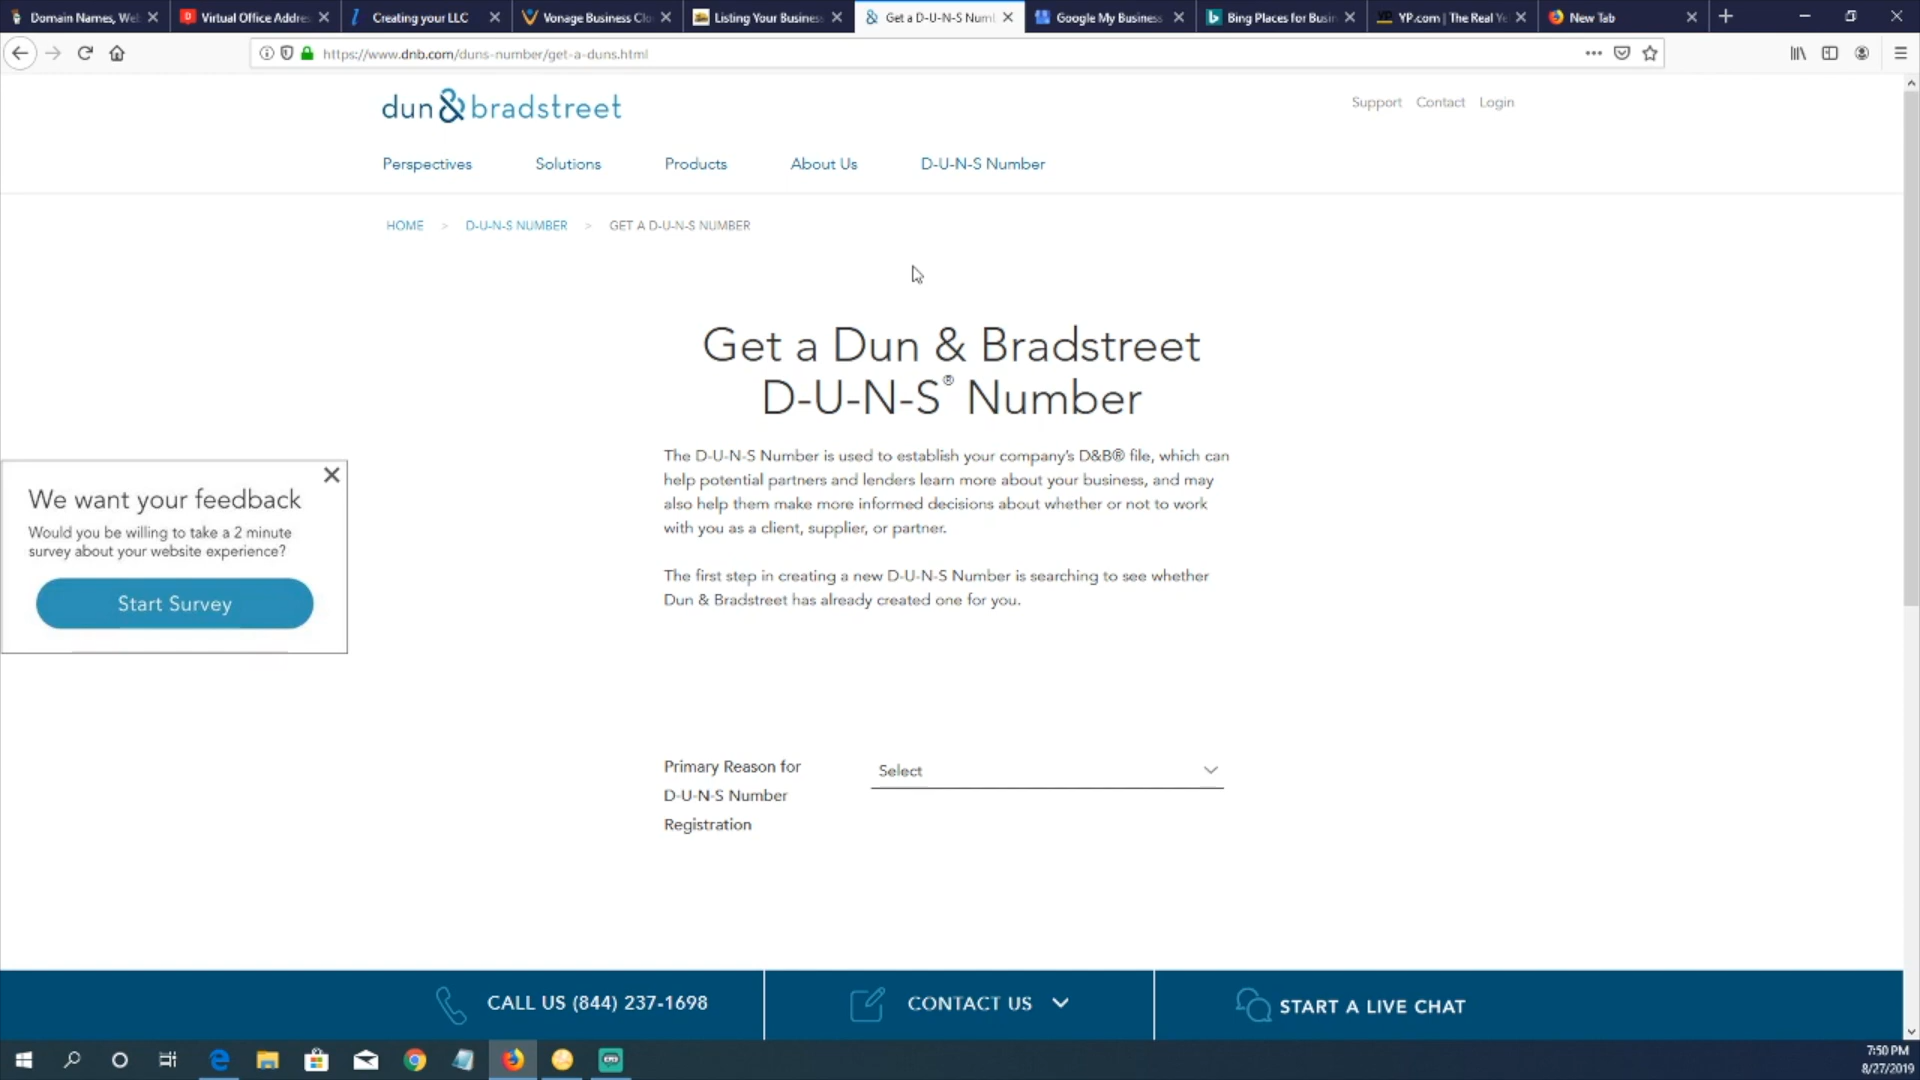 Domain Names, We
Virtual Office Addre
Creating your LLC
Vonage Business Clo
Listing Your Business
Get a D-U-N-S Num
Google My Business
Bing Places for Busin
YP.com | The Real Ye
New Tab
https://www.dnb.com/duns-number/get-a-duns.html
dun & bradstreet
Support Contact Login
Perspectives Solutions Products About Us D-U-N-S Number
HOME > D-U-N-S NUMBER > GET A D-U-N-S NUMBER
Get a Dun & Bradstreet
D-U-N-S® Number
The D-U-N-S Number is used to establish your company's D&B® file, which can
help potential partners and lenders learn more about your business, and may
also help them make more informed decisions about whether or not to work
with you as a client, supplier, or partner.
The first step in creating a new D-U-N-S Number is searching to see whether
Dun & Bradstreet has already created one for you.
We want your feedback
Would you be willing to take a 2 minute
survey about your website experience?
Start Survey
Primary Reason for
D-U-N-S Number
Registration
Select
CALL US (844) 237-1698
CONTACT US
START A LIVE CHAT
7:50 PM
8/27/2019